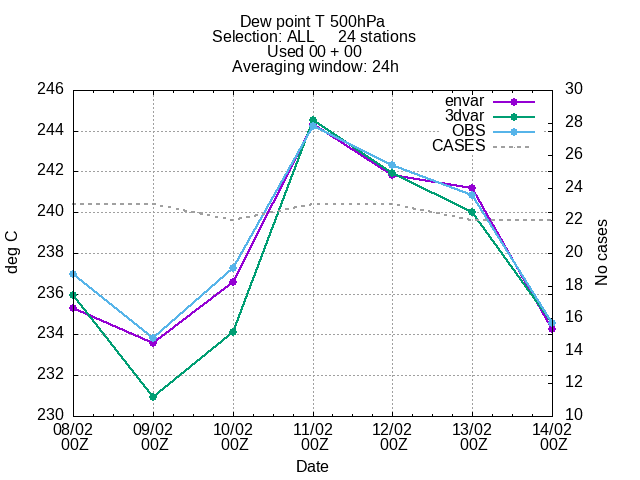 Dew point T 500hPa
Selection: ALL 24 stations
Used 00 + 00
Averaging window: 24h
246 30
envar
3dvar
OBS
CASES
244
242
240
238
236
234
232
230
28
26
24
22
20
18
16
14
12
10
deg C
No cases
08/02 09/02 10/02 11/02 12/02 13/02 14/02
00Z 00Z 00Z 00Z 00Z 00Z 00Z
Date